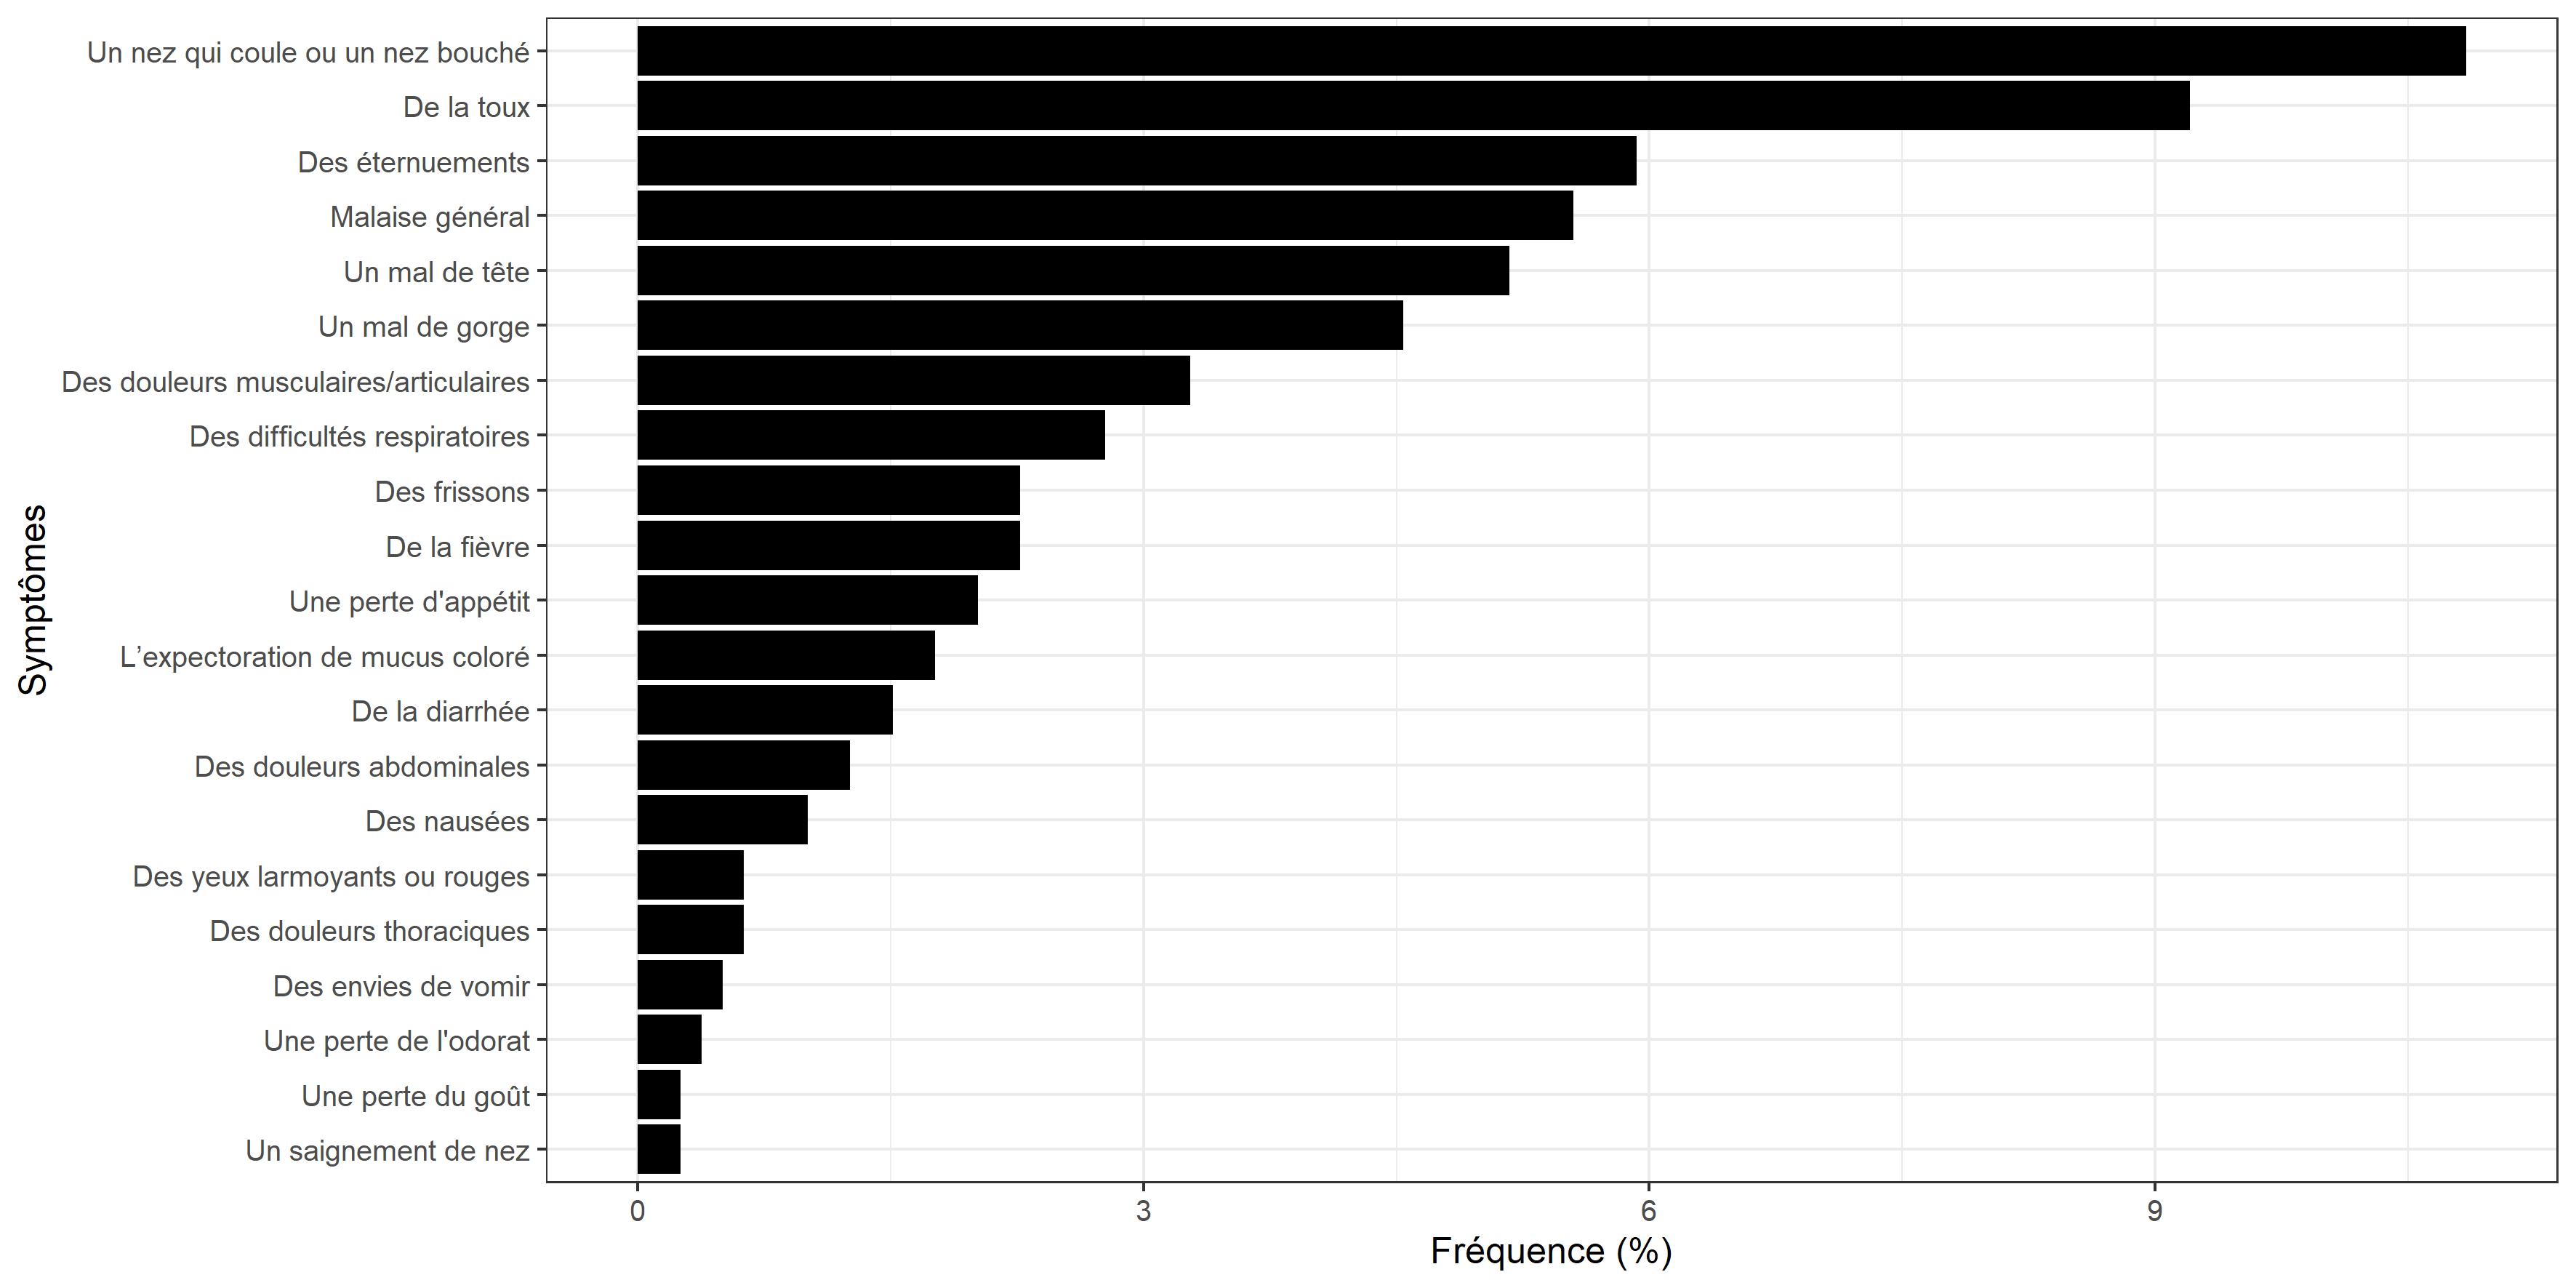 Un nez qui coule ou un nez bouché
De la toux
Des éternuements
Malaise général
Un mal de tête
Un mal de gorge
Des douleurs musculaires/articulaires
Des difficultés respiratoires
Des frissons
De la fièvre
Une perte d'appétit
L’expectoration de mucus coloré
De la diarrhée
Des douleurs abdominales
Des nausées
Des yeux larmoyants ou rouges
Des douleurs thoraciques
Des envies de vomir
Une perte de l'odorat
Une perte du goût
Un saignement de nez
Symptômes
0 3 6 9
Fréquence (%)